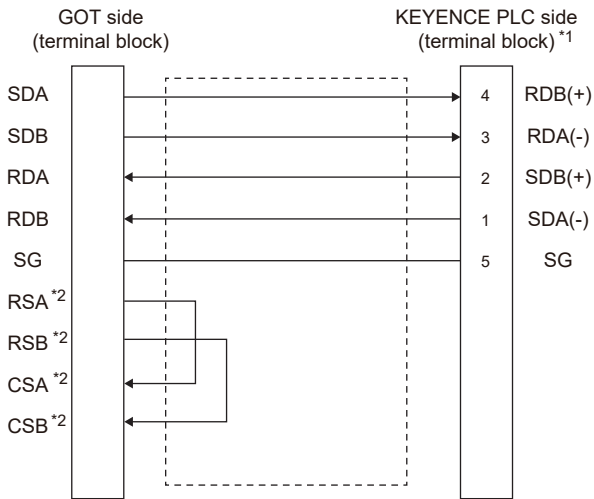 GOT side
(terminal block)
KEYENCE PLC side
(terminal block) *1
SDA 4 RDB(+)
SDB 3 RDA(-)
RDA 2 SDB(+)
RDB 1 SDA(-)
SG 5 SG
RSA *2
RSB *2
CSA *2
CSB *2